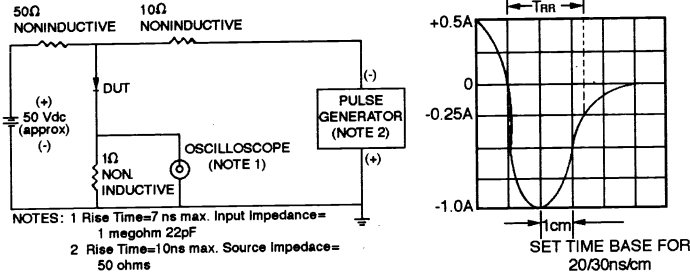 50Ω
NONINDUCTIVE
10Ω
NONINDUCTIVE
DUT
(+)
50 Vdc
(approx)
(-)
(-)
PULSE
GENERATOR
(NOTE 2)
(+)
1Ω
NON.
INDUCTIVE
OSCILLOSCOPE
(NOTE 1)
NOTES: 1 Rise Time=7 ns max. Input Impedance=
1 megohm 22pF
2 Rise Time=10ns max. Source Impedace=
50 ohms
TRR
+0.5A
0
-0.25A
-1.0A
1cm
SET TIME BASE FOR
20/30ns/cm